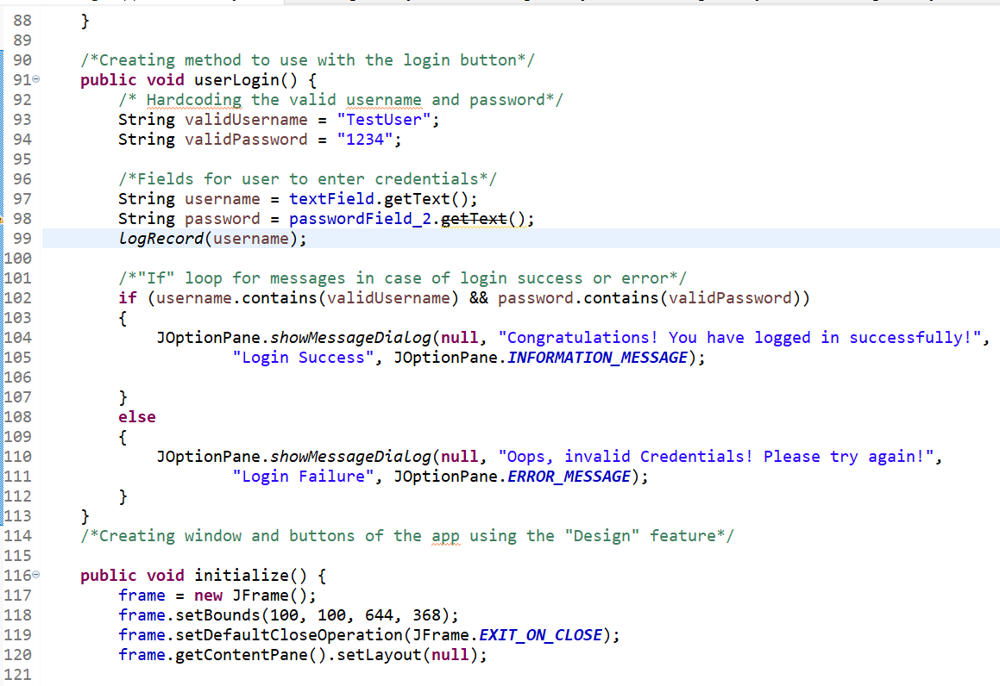 88 }
89
90 /*Creating method to use with the login button*/
91 public void userLogin() {
92 /* Hardcoding the valid username and password*/
93 String validUsername = "TestUser";
94 String validPassword = "1234";
95
96 /*Fields for user to enter credentials*/
97 String username = textField.getText();
98 String password = passwordField_2.getText();
99 logRecord(username);
100
101 /*"If" loop for messages in case of login success or error*/
102 if (username.contains(validUsername) && password.contains(validPassword))
103 {
104 JOptionPane.showMessageDialog(null, "Congratulations! You have logged in successfully!",
105 "Login Success", JOptionPane.INFORMATION_MESSAGE);
106
107 }
108 else
109 {
110 JOptionPane.showMessageDialog(null, "Oops, invalid Credentials! Please try again!",
111 "Login Failure", JOptionPane.ERROR_MESSAGE);
112 }
113 }
114 /*Creating window and buttons of the app using the "Design" feature*/
115
116 public void initialize() {
117 frame = new JFrame();
118 frame.setBounds(100, 100, 644, 368);
119 frame.setDefaultCloseOperation(JFrame.EXIT_ON_CLOSE);
120 frame.getContentPane().setLayout(null);
121